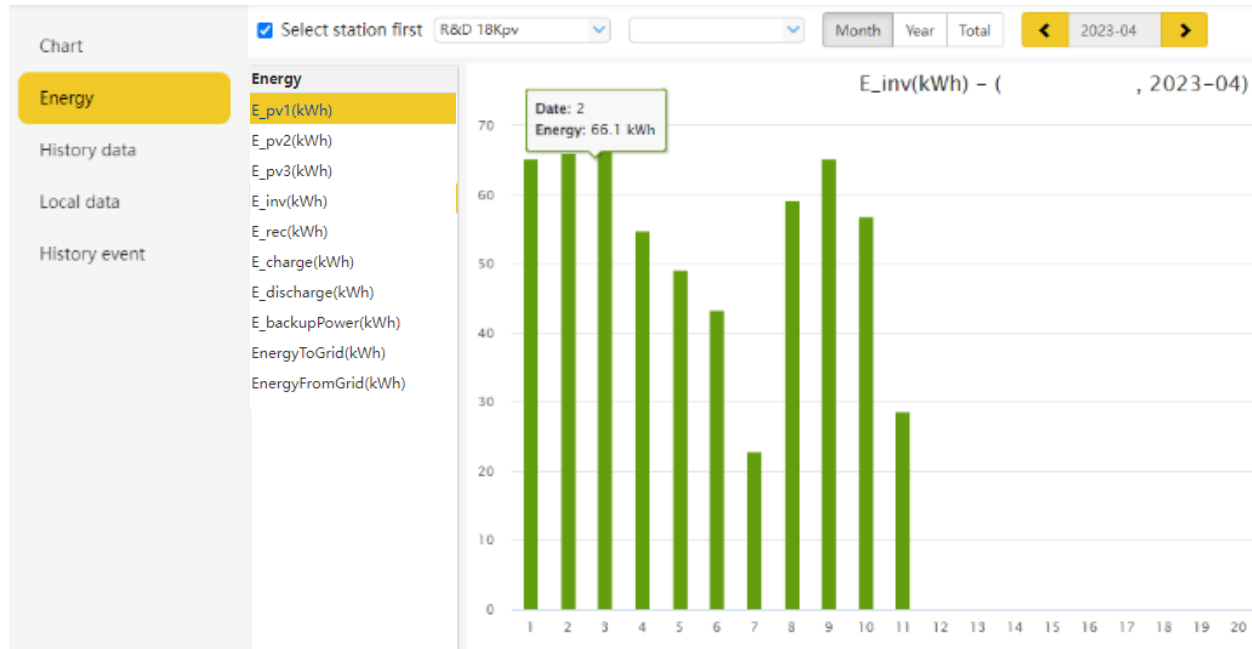 Select station first R&D 18Kpv Month Year Total 2023-04
Chart
Energy
History data
Local data
History event
Energy
E_pv1(kWh)
E_pv2(kWh)
E_pv3(kWh)
E_inv(kWh)
E_rec(kWh)
E_charge(kWh)
E_discharge(kWh)
E_backupPower(kWh)
EnergyToGrid(kWh)
EnergyFromGrid(kWh)
E_inv(kWh) – ( , 2023–04)
Date: 2
Energy: 66.1 kWh
70
60
50
40
30
20
10
0
1 2 3 4 5 6 7 8 9 10 11 12 13 14 15 16 17 18 19 20